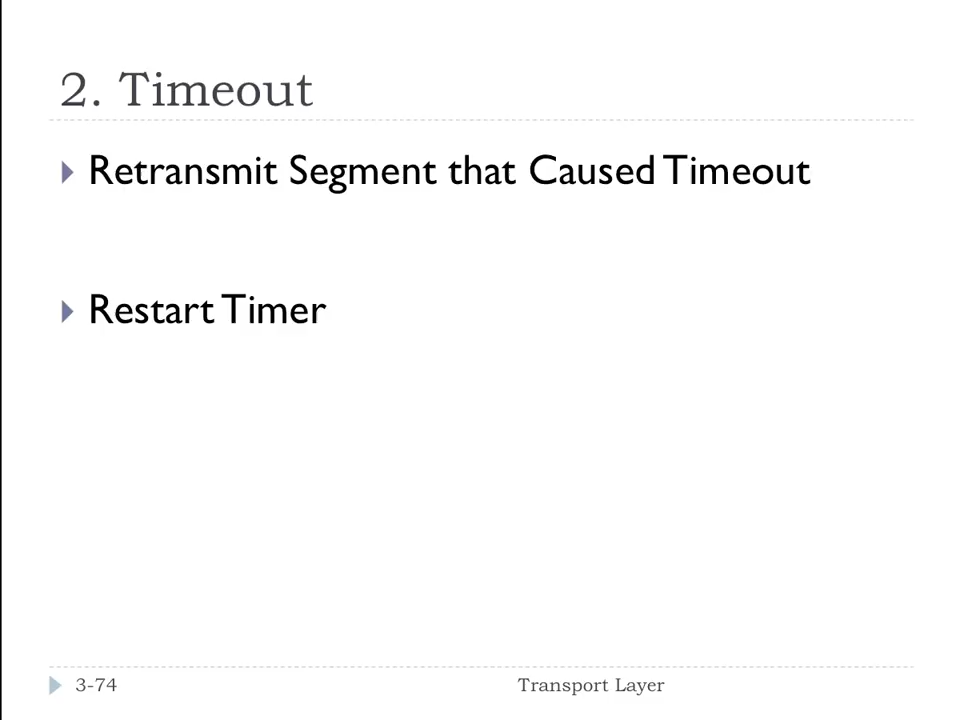 2. Timeout
Retransmit Segment that Caused Timeout
Restart Timer
3-74
Transport Layer